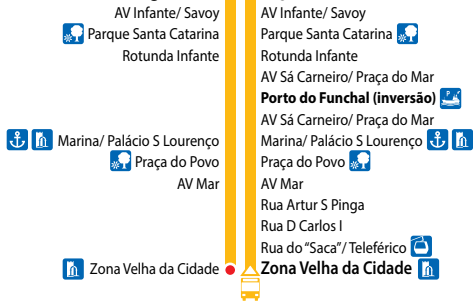 AV Infante/ Savoy
Parque Santa Catarina
Rotunda Infante
Marina/ Palácio S Lourenço
Praça do Povo
AV Mar
Zona Velha da Cidade
AV Infante/ Savoy
Parque Santa Catarina
Rotunda Infante
AV Sá Carneiro/ Praça do Mar
Porto do Funchal (inversão)
AV Sá Carneiro/ Praça do Mar
Marina/ Palácio S Lourenço
Praça do Povo
AV Mar
Rua Artur S Pinga
Rua D Carlos I
Rua do "Saca"/ Teleférico
Zona Velha da Cidade